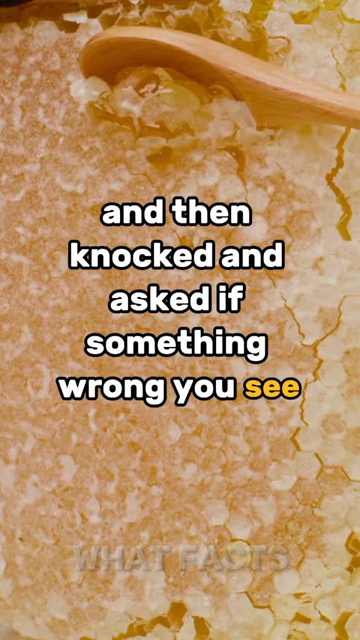 and then
knocked and
asked if
something
wrong you see
WHAT FACTS